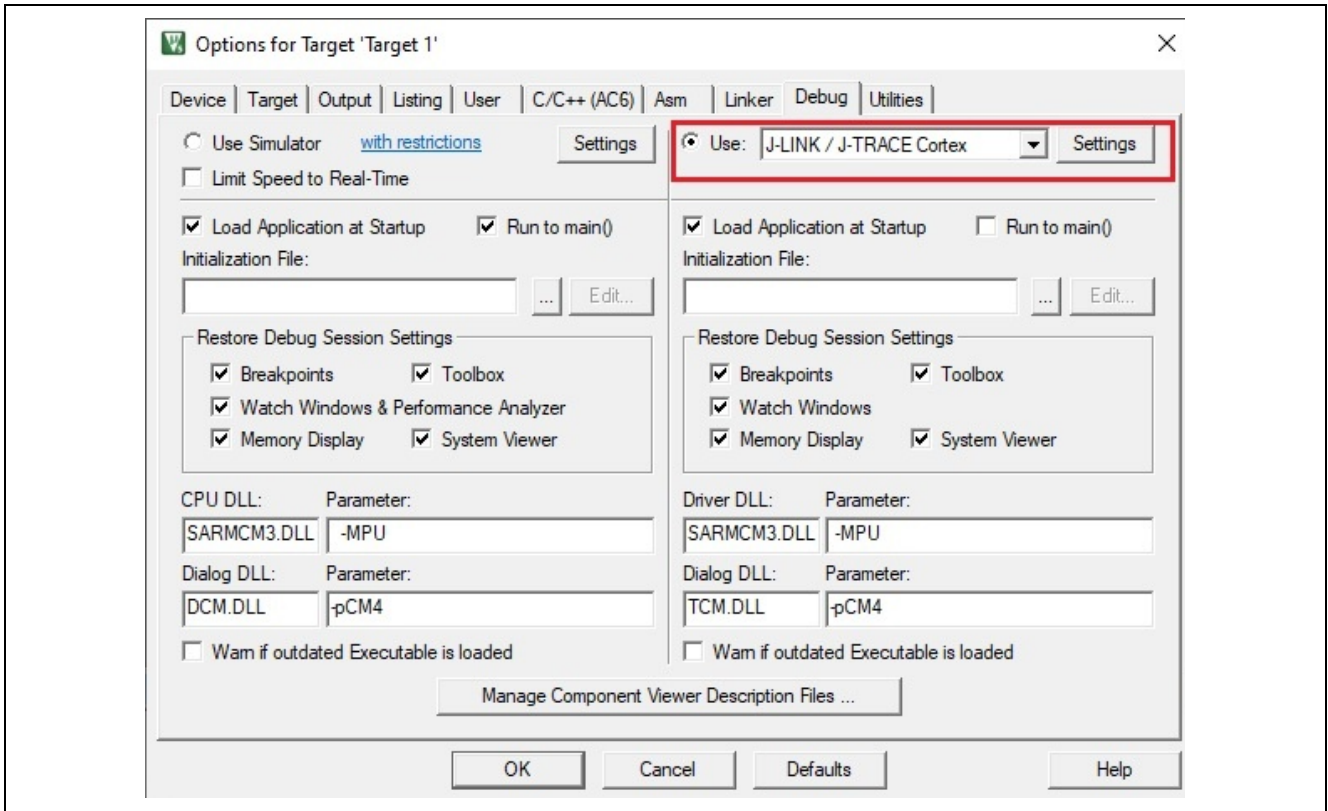 Options for Target 'Target 1'
Device Target Output Listing User C/C++ (AC6) Asm Linker Debug Utilities
Use Simulator with restrictions Settings Use: J-LINK / J-TRACE Cortex Settings
Limit Speed to Real-Time
Load Application at Startup Run to main() Load Application at Startup Run to main()
Initialization File: Initialization File:
... Edit... ... Edit...
Restore Debug Session Settings Restore Debug Session Settings
Breakpoints Toolbox Breakpoints Toolbox
Watch Windows & Performance Analyzer Watch Windows
Memory Display System Viewer Memory Display System Viewer
CPU DLL: Parameter: Driver DLL: Parameter:
SARMCM3.DLL -MPU SARMCM3.DLL -MPU
Dialog DLL: Parameter: Dialog DLL: Parameter:
DCM.DLL -pCM4 TCM.DLL -pCM4
Warn if outdated Executable is loaded Warn if outdated Executable is loaded
Manage Component Viewer Description Files ...
OK Cancel Defaults Help